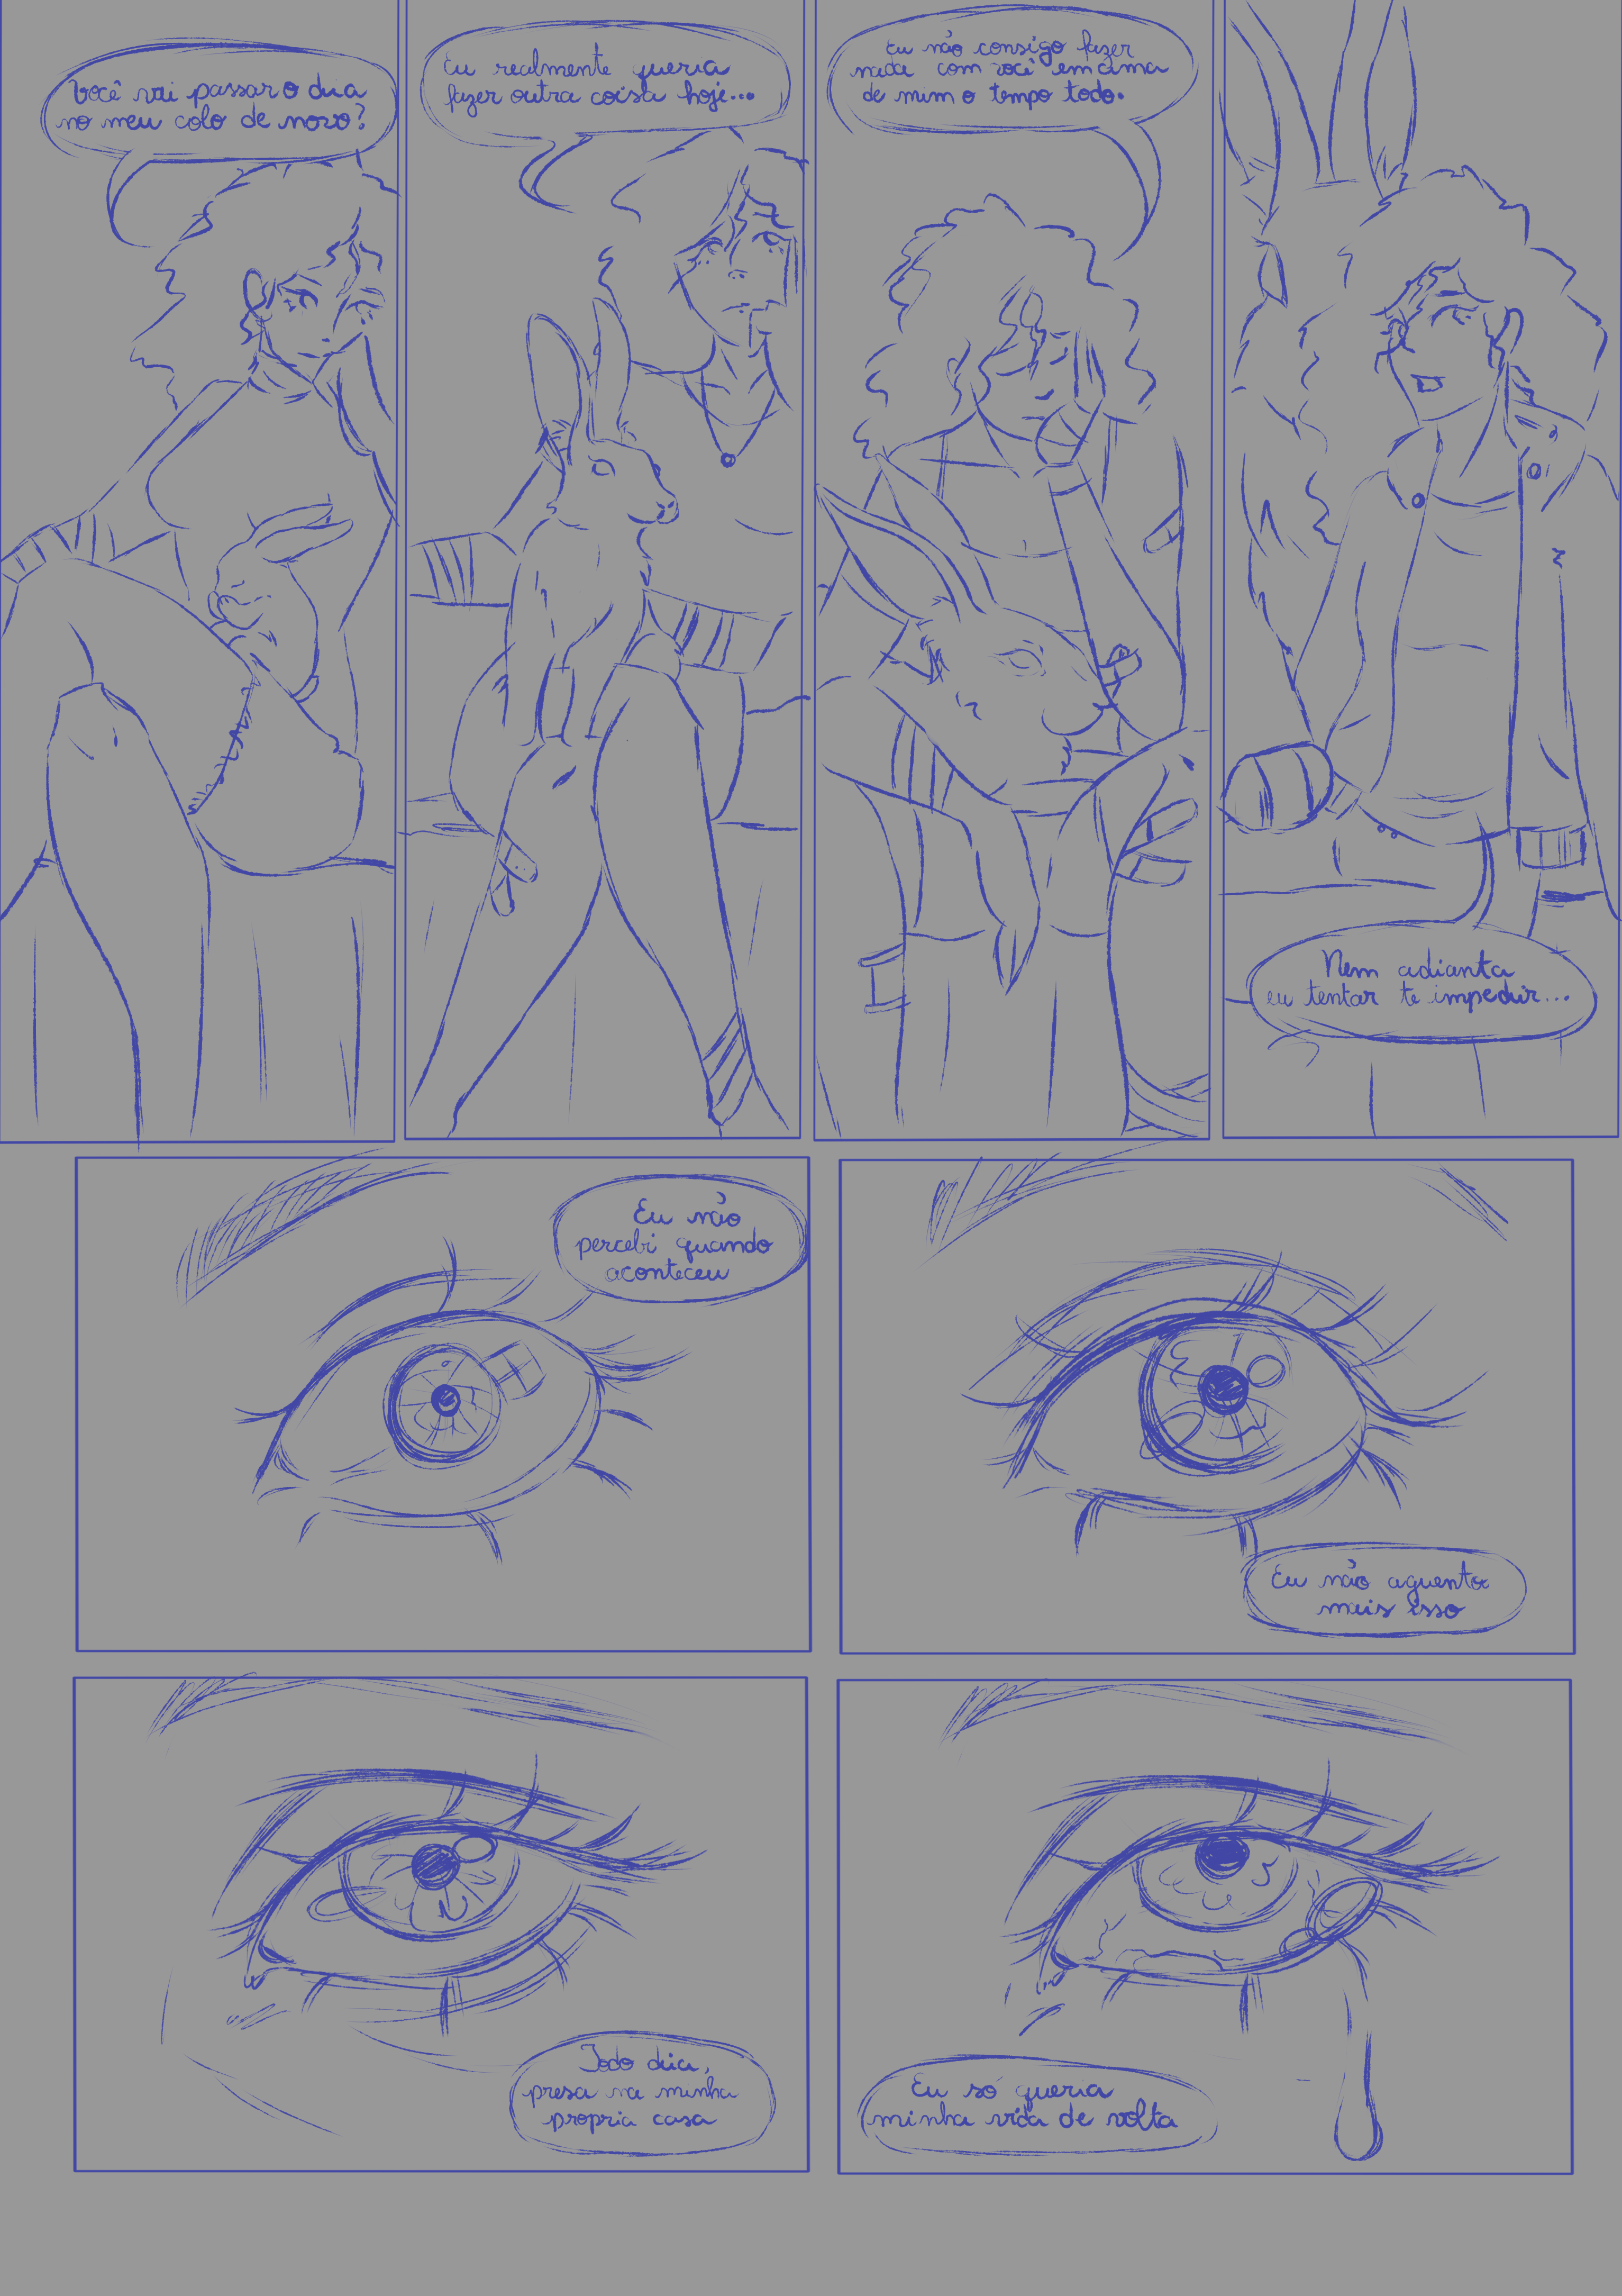 Você vai passar o dia
no meu colo de novo?
Eu realmente queria
fazer outra coisa hoje...
Eu não consigo fazer
nada com você em cima
de mim o tempo todo.
Nem adianta
eu tentar te impedir...
Eu não
percebi quando
aconteceu
Eu não aguento
mais isso
Todo dia,
presa na minha
propria casa
Eu só queria
minha vida de volta